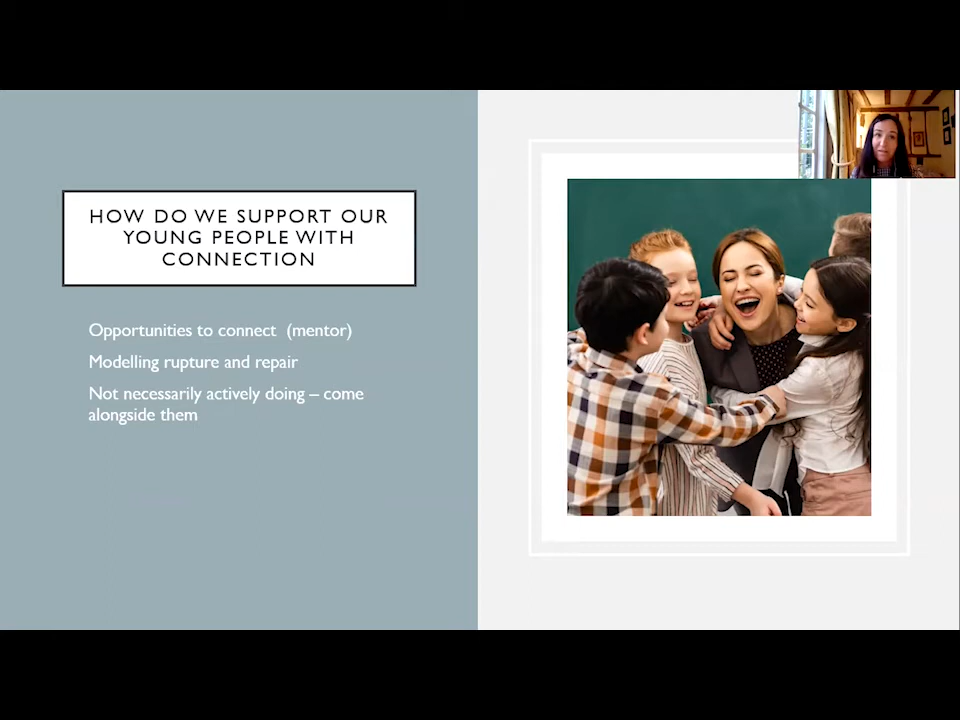 HOW DO WE SUPPORT OUR
YOUNG PEOPLE WITH
CONNECTION
Opportunities to connect (mentor)
Modelling rupture and repair
Not necessarily actively doing – come
alongside them